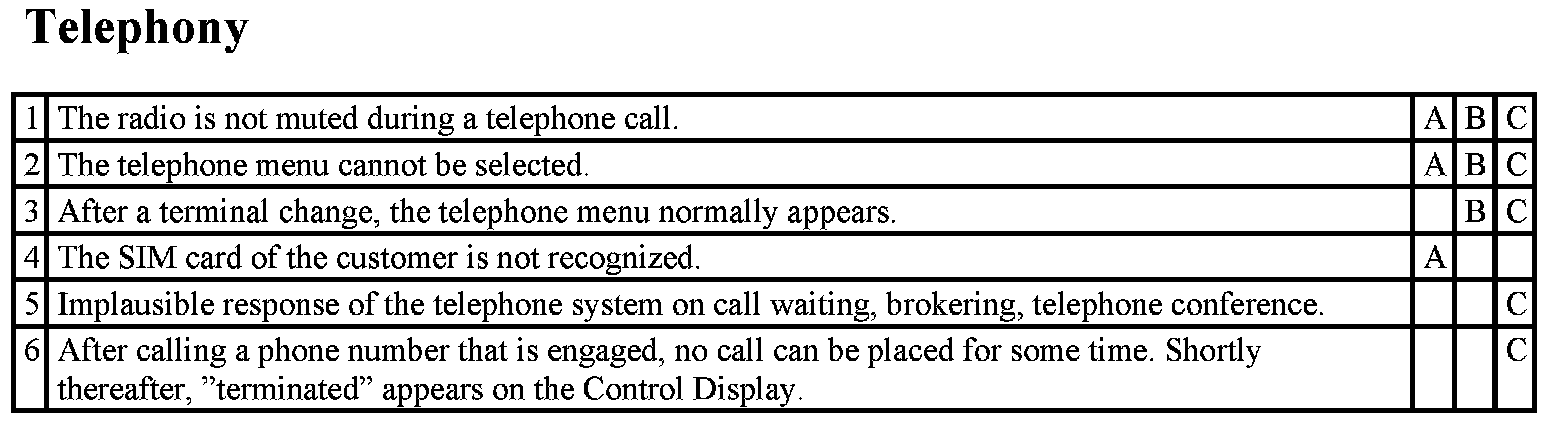 Telephony
1 The radio is not muted during a telephone call. A B C
2 The telephone menu cannot be selected. A B C
3 After a terminal change, the telephone menu normally appears. B C
4 The SIM card of the customer is not recognized. A
5 Implausible response of the telephone system on call waiting, brokering, telephone conference. C
6 After calling a phone number that is engaged, no call can be placed for some time. Shortly C
thereafter, ”terminated” appears on the Control Display.